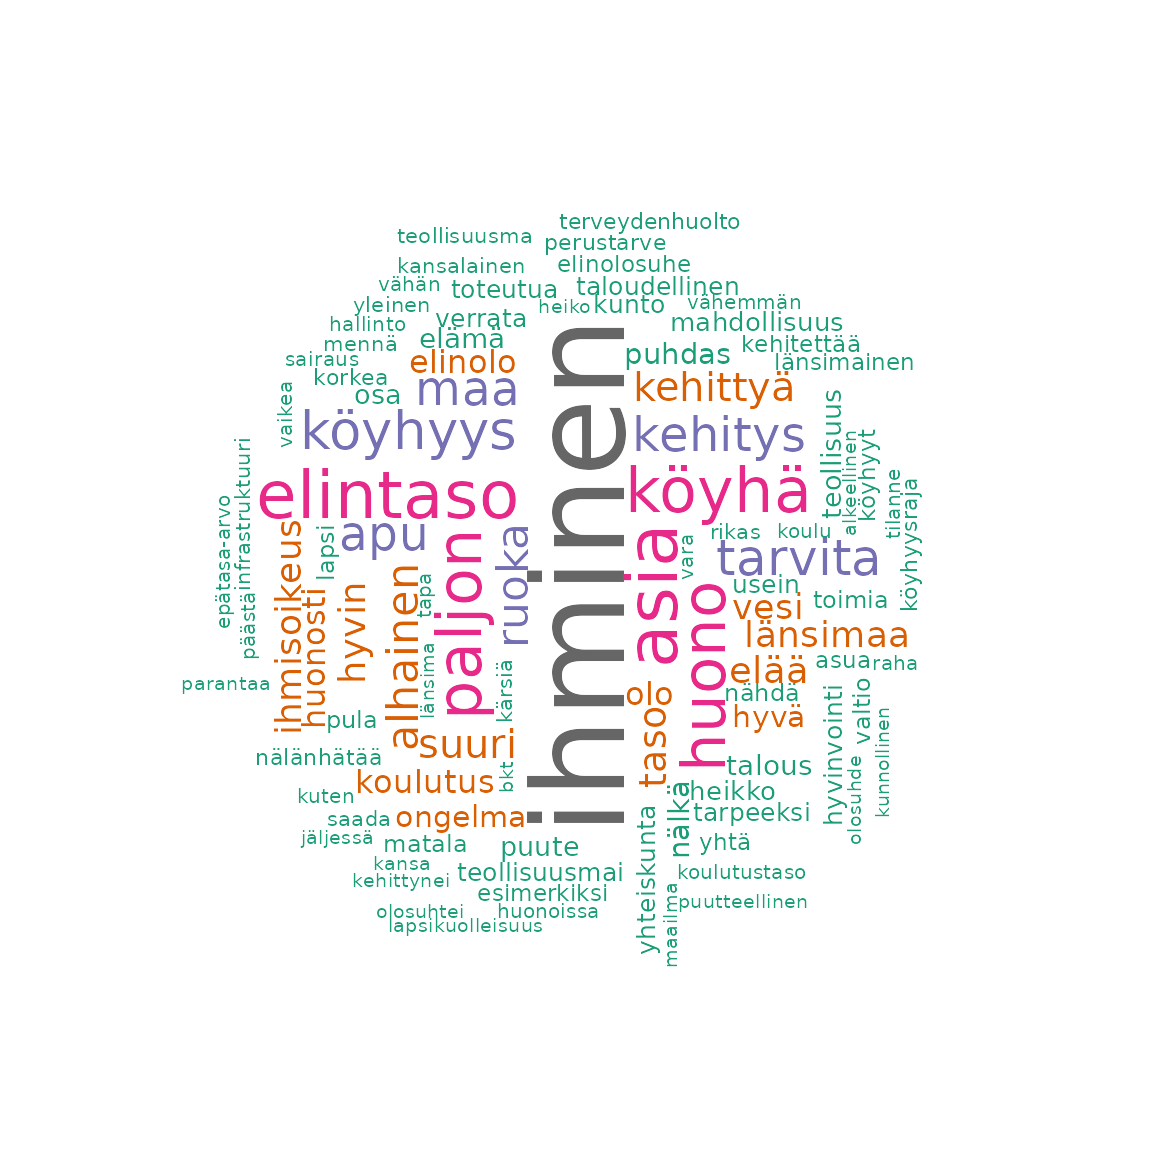 terveydenhuolto
teollisuusma
perustarve
kansalainen
elinolosuhe
vähän
toteutua
taloudellinen
yleinen
heiko
kunto
vähemmän
hallinto
verrata
mahdollisuus
mennä
elämä
puhdas
kehitettää
sairaus
elinolo
länsimainen
korkea
vaikea
osa
maa
kehittyä
köyhyys
ihminen
kehitys
teollisuus
alkeellinen
köyhyyt
infrastruktuuri
elintaso
köyhä
tilanne
köyhyysraja
epätasa-arvo
ihmisoikeus
lapsi
apu
paljon
ruoka
asia
vara
rikas
koulu
tarvita
päästä
huonosti
hyvin
alhainen
tapa
huono
usein
vesi
toimia
länsimaa
parantaa
länsima
kärsiä
olo
elää
asua
raha
nähdä
pula
hyvä
hyvinvointi
valtio
kunnollinen
suuri
taso
nälänhätää
talous
olosuhde
koulutus
bkt
nälkä
heikko
kuten
saada
ongelma
tarpeeksi
jäljessä
matala
puute
yhteiskunta
yhtä
kansa
teollisuusmai
koulutustaso
kehittynei
esimerkiksi
maailma
puutteellinen
olosuhtei
huonoissa
lapsikuolleisuus